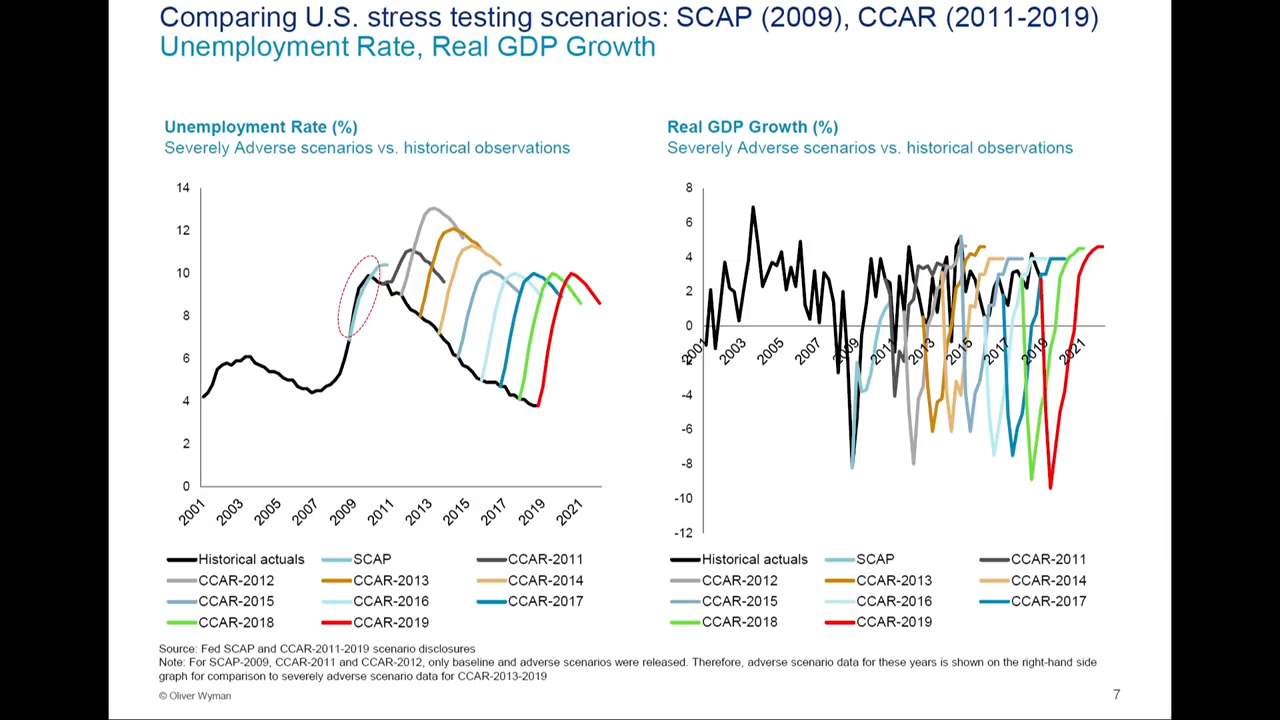 Comparing U.S. stress testing scenarios: SCAP (2009), CCAR (2011-2019)
Unemployment Rate, Real GDP Growth
Unemployment Rate (%)
Severely Adverse scenarios vs. historical observations
14
12
10
8
6
4
2
0
2001 2003 2005 2007 2009 2011 2013 2015 2017 2019 2021
Historical actuals SCAP CCAR-2011
CCAR-2012 CCAR-2013 CCAR-2014
CCAR-2015 CCAR-2016 CCAR-2017
CCAR-2018 CCAR-2019
Real GDP Growth (%)
Severely Adverse scenarios vs. historical observations
8
6
4
2
0
-2
-4
-6
-8
-10
-12
2001 2003 2005 2007 2009 2011 2013 2015 2017 2019 2021
Historical actuals SCAP CCAR-2011
CCAR-2012 CCAR-2013 CCAR-2014
CCAR-2015 CCAR-2016 CCAR-2017
CCAR-2018 CCAR-2019
Source: Fed SCAP and CCAR-2011-2019 scenario disclosures
Note: For SCAP-2009, CCAR-2011 and CCAR-2012, only baseline and adverse scenarios were released. Therefore, adverse scenario data for these years is shown on the right-hand side
graph for comparison to severely adverse scenario data for CCAR-2013-2019
© Oliver Wyman
7